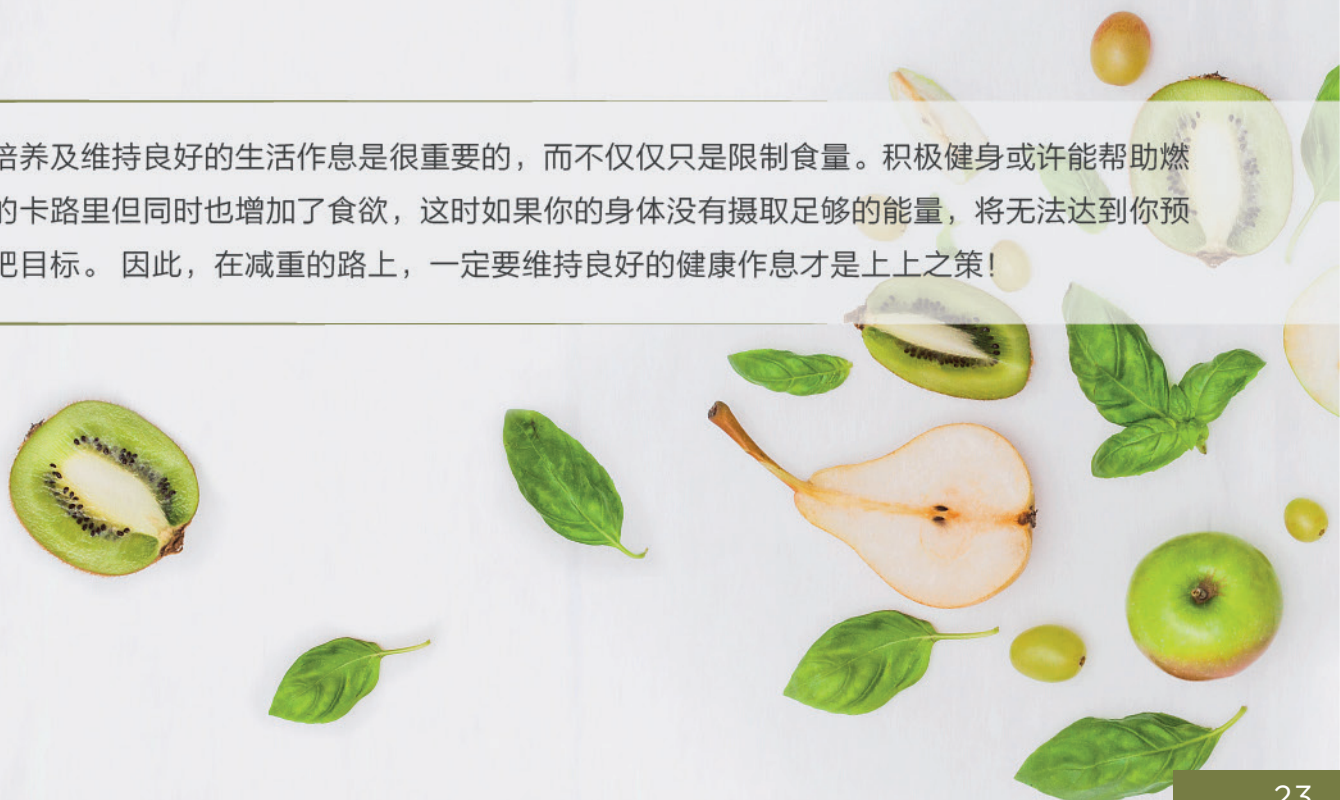 培养及维持良好的生活作息是很重要的，而不仅仅只是限制食量。积极健身或许能帮助燃
的卡路里但同时也增加了食欲，这时如果你的身体没有摄取足够的能量，将无法达到你预
把目标。 因此，在减重的路上，一定要维持良好的健康作息才是上上之策！
23